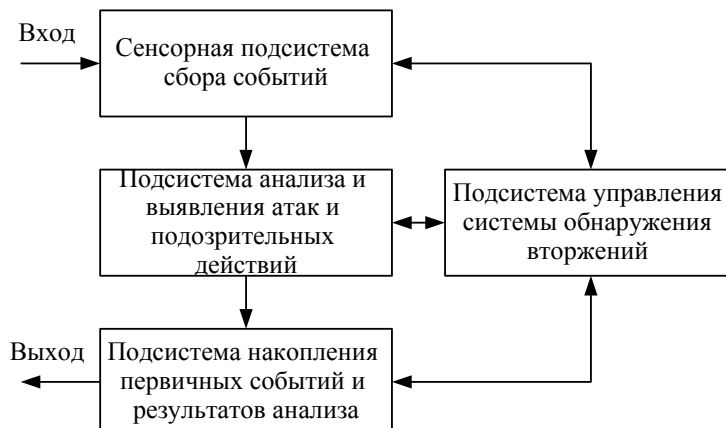 Вход
Сенсорная подсистема
сбора событий
Подсистема анализа и
выявления атак и
подозрительных
действий
Подсистема управления
системы обнаружения
вторжений
Выход
Подсистема накопления
первичных событий и
результатов анализа